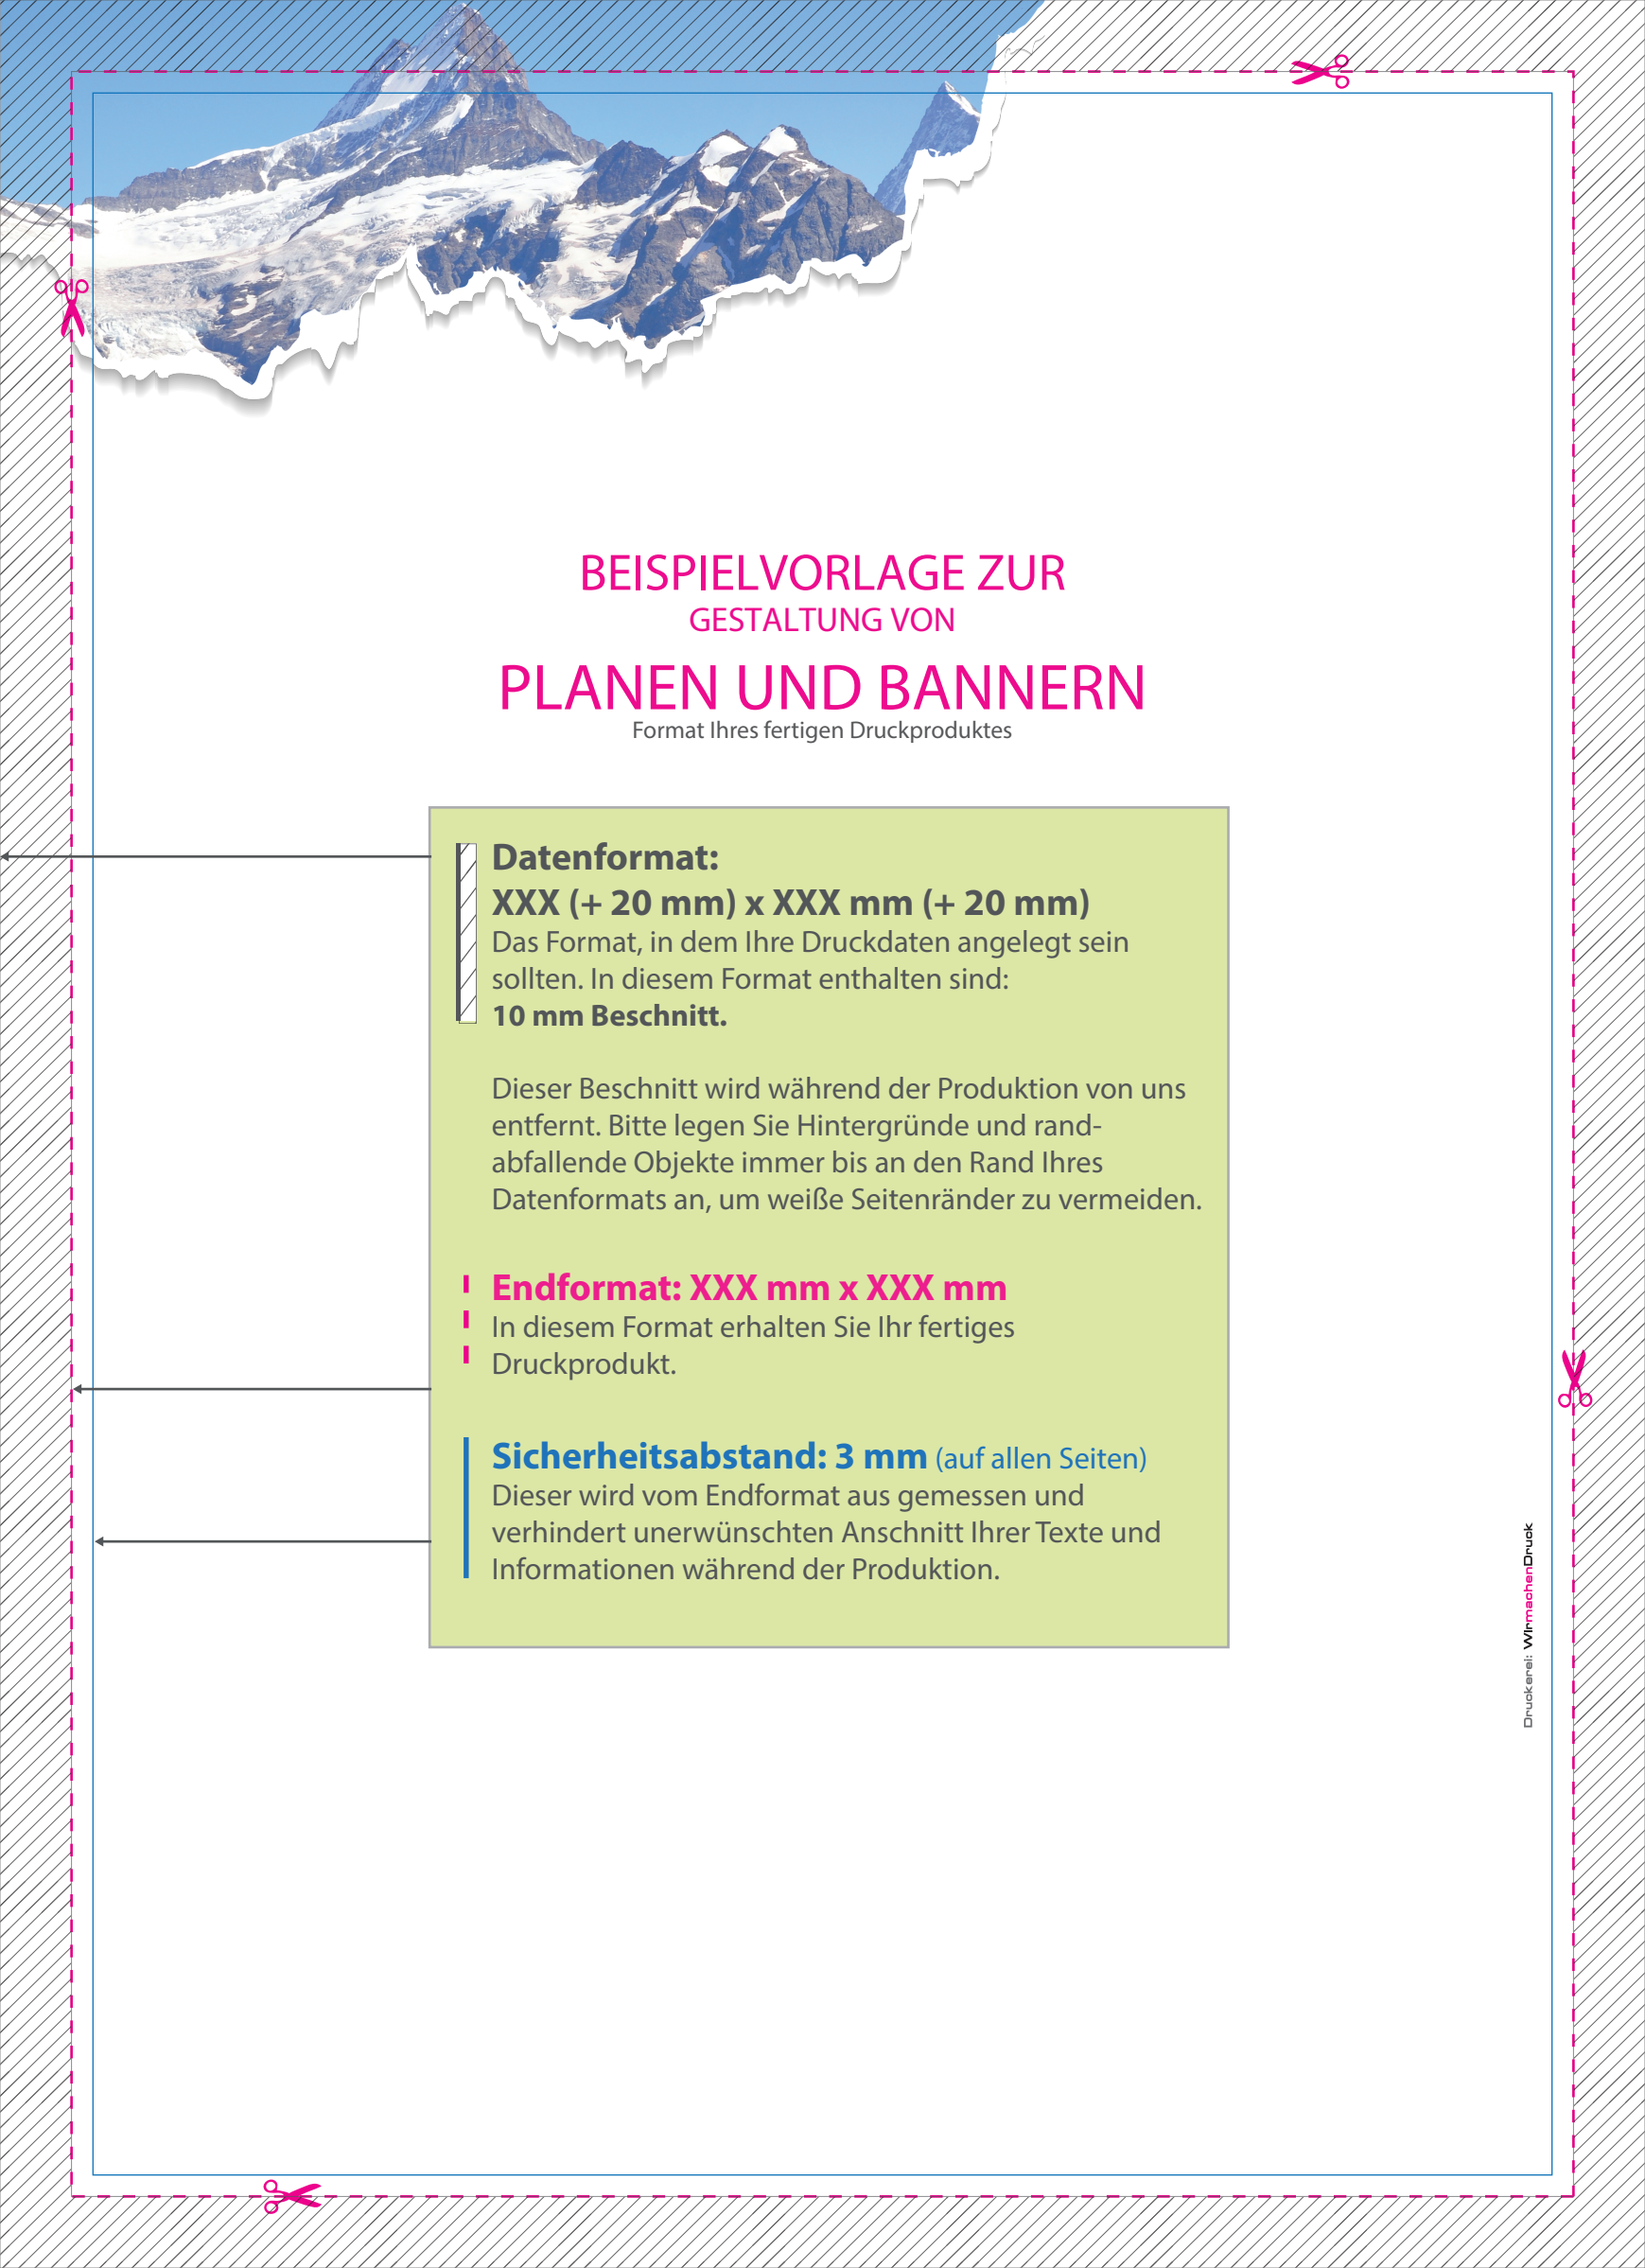 BEISPIELVORLAGE ZUR
GESTALTUNG VON
PLANEN UND BANNERN
Format Ihres fertigen Druckproduktes
Datenformat:
XXX (+ 20 mm) x XXX mm (+ 20 mm)
Das Format, in dem Ihre Druckdaten angelegt sein
sollten. In diesem Format enthalten sind:
10 mm Beschnitt.
Dieser Beschnitt wird während der Produktion von uns
entfernt. Bitte legen Sie Hintergründe und rand-
abfallende Objekte immer bis an den Rand Ihres
Datenformats an, um weiße Seitenränder zu vermeiden.
Endformat: XXX mm x XXX mm
In diesem Format erhalten Sie Ihr fertiges
Druckprodukt.
Sicherheitsabstand: 3 mm (auf allen Seiten)
Dieser wird vom Endformat aus gemessen und
verhindert unerwünschten Anschnitt Ihrer Texte und
Informationen während der Produktion.
Druckerei: WirmachenDruck